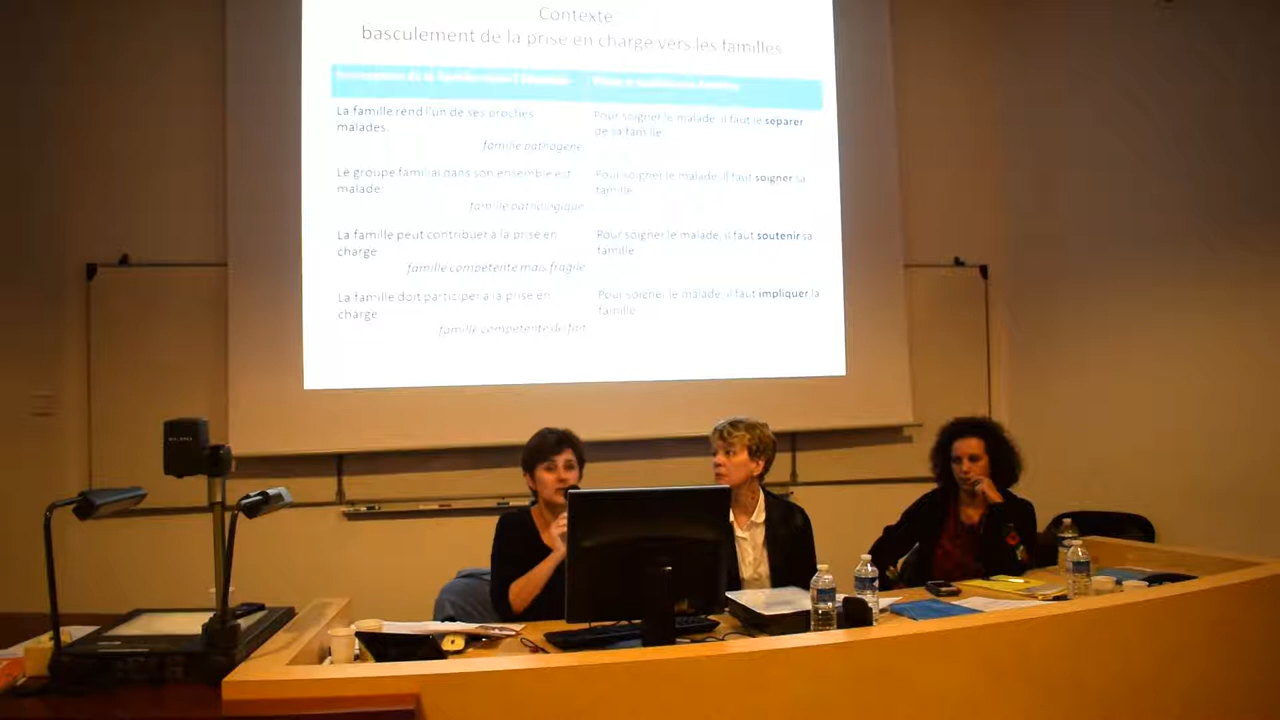 Contexte :
basculement de la prise en charge vers les familles
La famille rend l'un de ses proches
malades.
famille pathogène
Pour soigner le malade, il faut le séparer
de sa famille
Le groupe familial dans son ensemble est
malade.
famille pathologique
Pour soigner le malade, il faut soigner sa
famille
La famille peut contribuer à la prise en
charge
famille compétente mais fragile
Pour soigner le malade, il faut soutenir sa
famille
La famille doit participer à la prise en
charge
famille compétente de fait
Pour soigner le malade, il faut impliquer la
famille